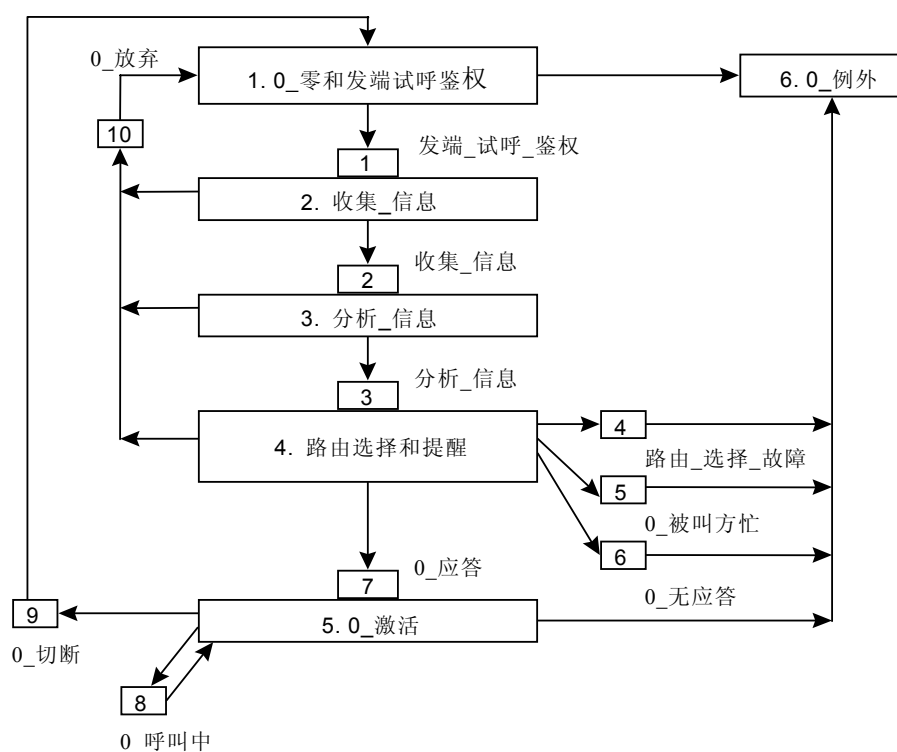 0_放弃
1.0_零和发端试呼鉴权
6.0_例外
10
1
发端_试呼_鉴权
2. 收集_信息
2
收集_信息
3. 分析_信息
3
分析_信息
4. 路由选择和提醒
4
路由_选择_故障
5
0_被叫方忙
6
0_无应答
7
0_应答
5.0_激活
9
0_切断
8
0_呼叫中